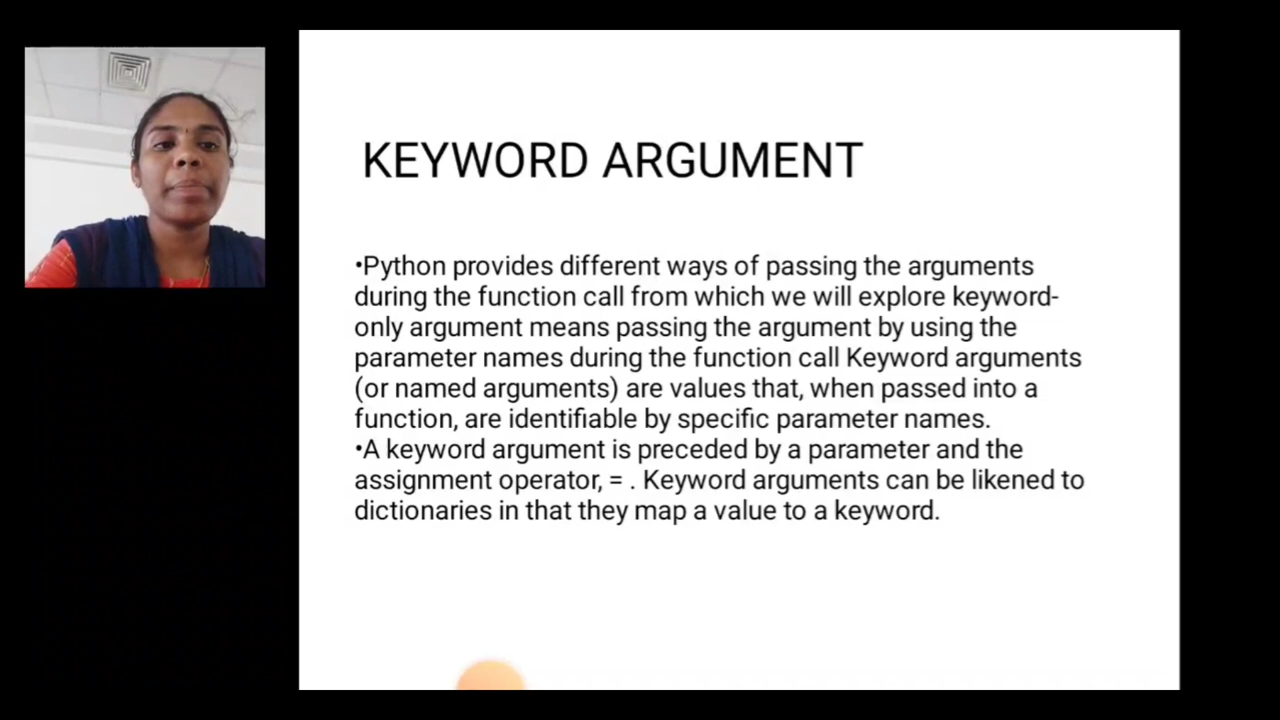 KEYWORD ARGUMENT
•Python provides different ways of passing the arguments
during the function call from which we will explore keyword-
only argument means passing the argument by using the
parameter names during the function call Keyword arguments
(or named arguments) are values that, when passed into a
function, are identifiable by specific parameter names.
•A keyword argument is preceded by a parameter and the
assignment operator, = . Keyword arguments can be likened to
dictionaries in that they map a value to a keyword.